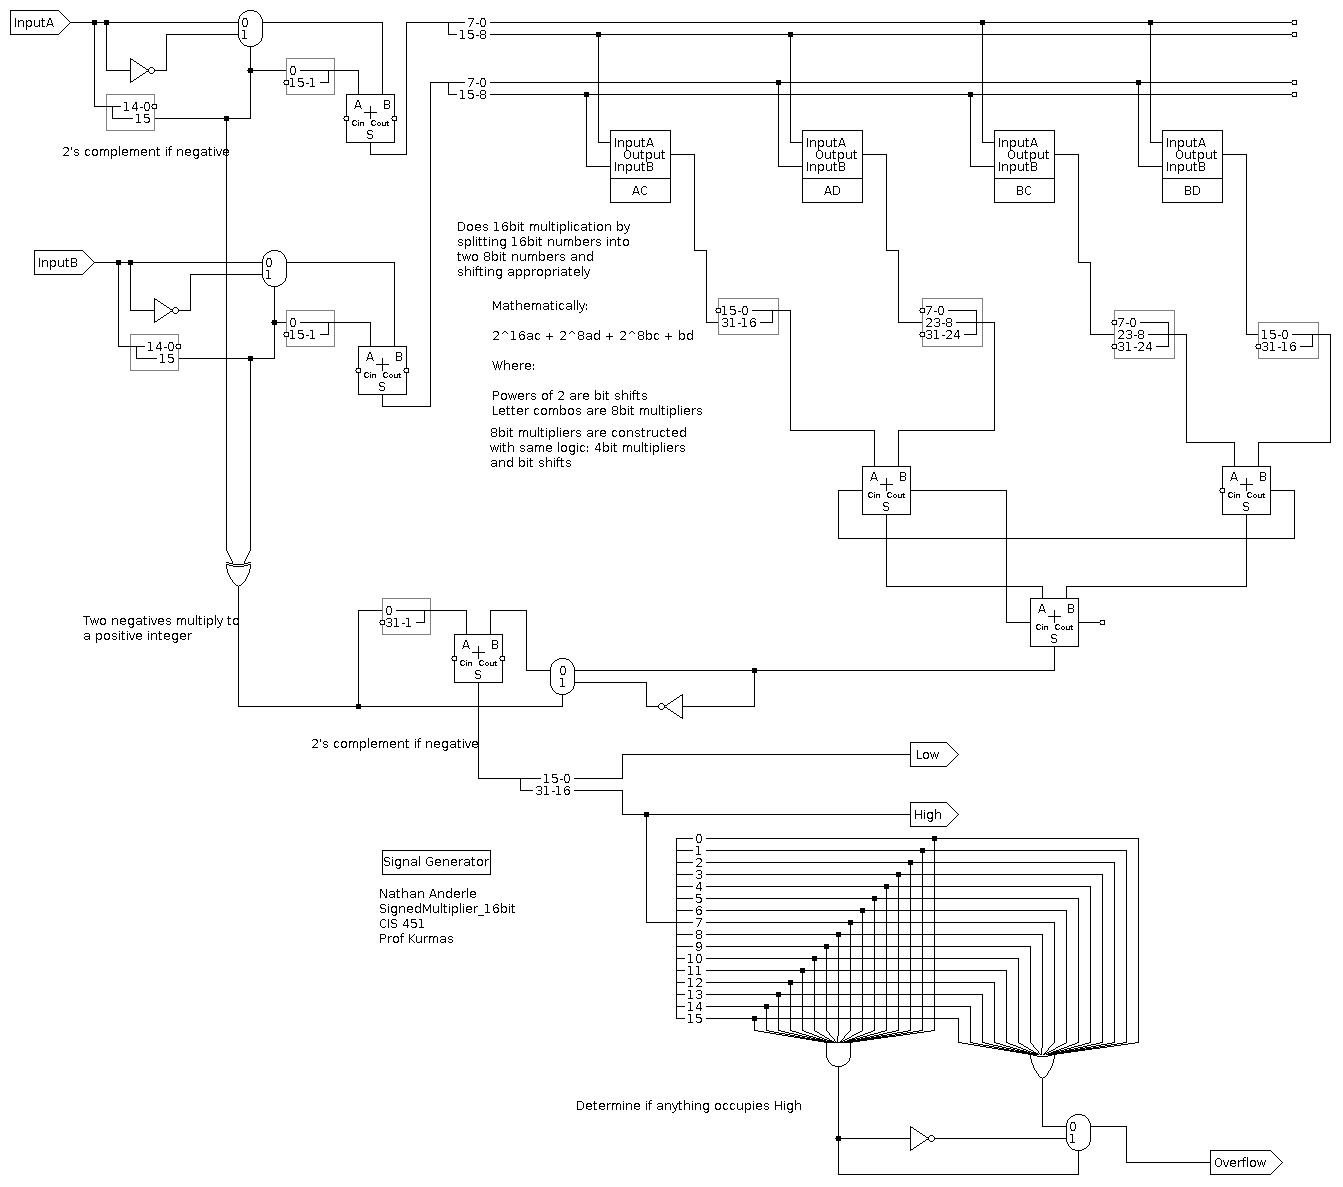 InputA
0
1
7-0
15-8
0
15-1
14-0
15
A B
Cin Cout
S
2's complement if negative
7-0
15-8
InputA
Output
InputB
AC
InputA
Output
InputB
AD
InputA
Output
InputB
BC
InputA
Output
InputB
BD
Does 16bit multiplication by
splitting 16bit numbers into
two 8bit numbers and
shifting appropriately
InputB
0
1
0
15-1
14-0
15
A B
Cin Cout
S
Mathematically:
2^16ac + 2^8ad + 2^8bc + bd
Where:
Powers of 2 are bit shifts
Letter combos are 8bit multipliers
8bit multipliers are constructed
with same logic: 4bit multipliers
and bit shifts
15-0
31-16
7-0
23-8
31-24
7-0
23-8
31-24
15-0
31-16
A B
Cin Cout
S
A B
Cin Cout
S
A B
Cin Cout
S
Two negatives multiply to
a positive integer
0
31-1
A B
Cin Cout
S
0
1
2's complement if negative
15-0
31-16
Low
High
Signal Generator
Nathan Anderle
SignedMultiplier_16bit
CIS 451
Prof Kurmas
0
1
2
3
4
5
6
7
8
9
10
11
12
13
14
15
Determine if anything occupies High
0
1
Overflow